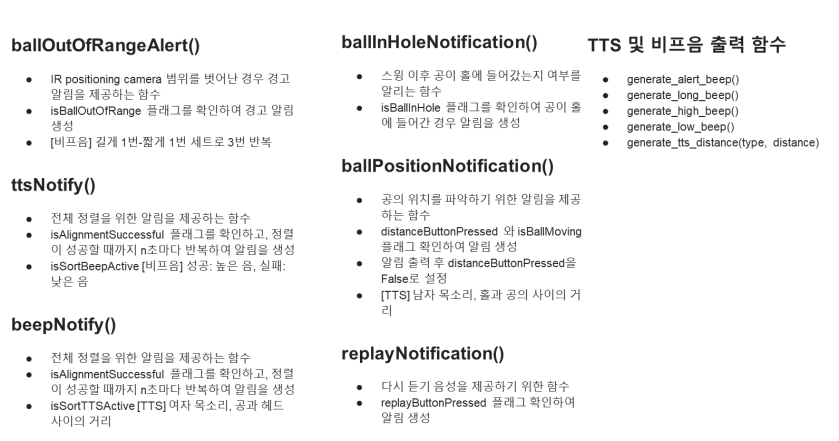 ballOutOfRangeAlert()
● IR positioning camera 범위를 벗어난 경우 경고
알림을 제공하는 함수
● isBallOutOfRange 플래그를 확인하여 경고 알림
생성
● [비프음] 길게 1번-짧게 1번 세트로 3번 반복
ttsNotify()
● 전체 정렬을 위한 알림을 제공하는 함수
● isAlignmentSuccessful 플래그를 확인하고, 정렬
이 성공할 때까지 n초마다 반복하여 알림을 생성
● isSortBeepActive [비프음] 성공: 높은 음, 실패:
낮은 음
beepNotify()
● 전체 정렬을 위한 알림을 제공하는 함수
● isAlignmentSuccessful 플래그를 확인하고, 정렬
이 성공할 때까지 n초마다 반복하여 알림을 생성
● isSortTTSActive [TTS] 여자 목소리, 공과 헤드
사이의 거리
ballInHoleNotification()
● 스윙 이후 공이 홀에 들어갔는지 여부를
알리는 함수
● isBallInHole 플래그를 확인하여 공이 홀
에 들어간 경우 알림을 생성
ballPositionNotification()
● 공의 위치를 파악하기 위한 알림을 제공
하는 함수
● distanceButtonPressed 와 isBallMoving
플래그 확인하여 알림 생성
● 알림 출력 후 distanceButtonPressed을
False로 설정
● [TTS] 남자 목소리, 홀과 공의 사이의 거
리
replayNotification()
● 다시 듣기 음성을 제공하기 위한 함수
● replayButtonPressed 플래그 확인하여
알림 생성
TTS 및 비프음 출력 함수
● generate_alert_beep()
● generate_long_beep()
● generate_high_beep()
● generate_low_beep()
● generate_tts_distance(type, distance)